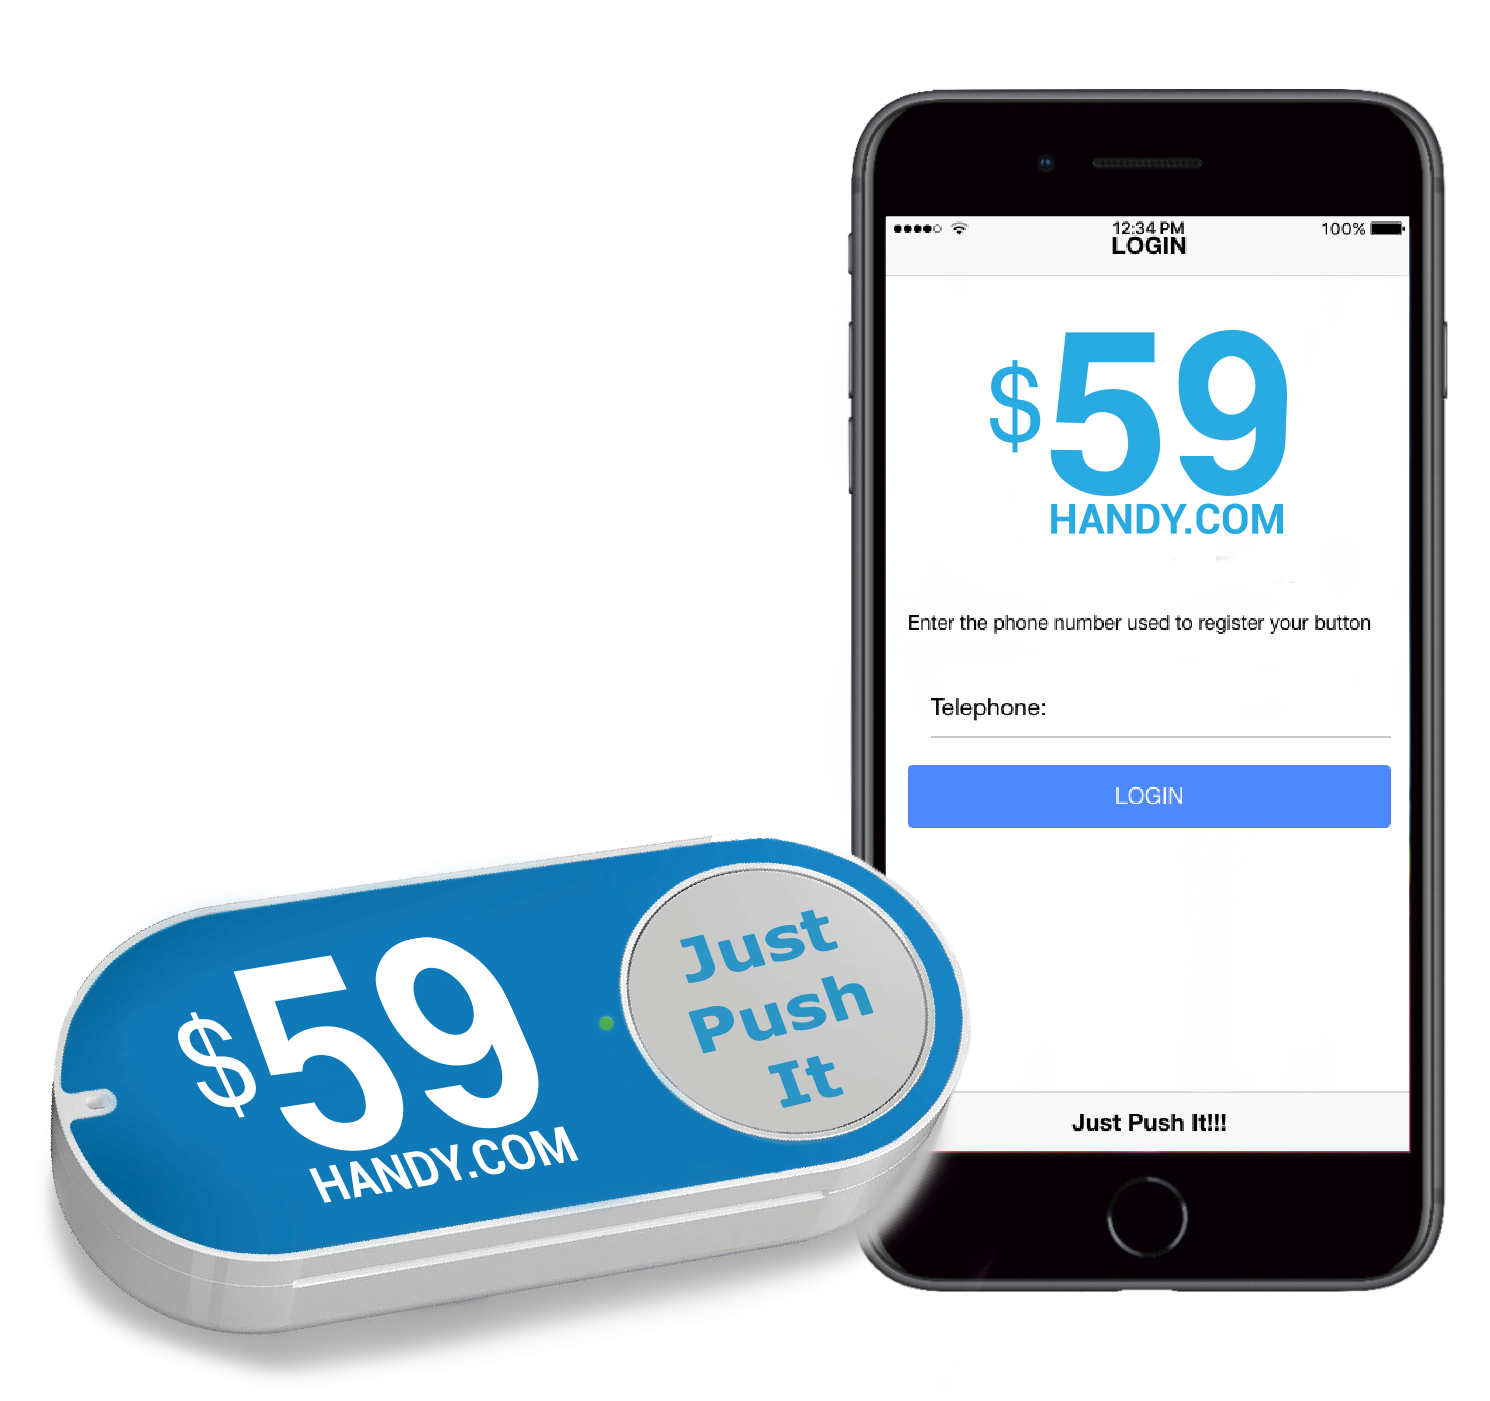 12:34 PM
100%
LOGIN
$59
HANDY.COM
Enter the phone number used to register your button
Telephone:
LOGIN
Just Push It!!!
$59
HANDY.COM
Just
Push
It